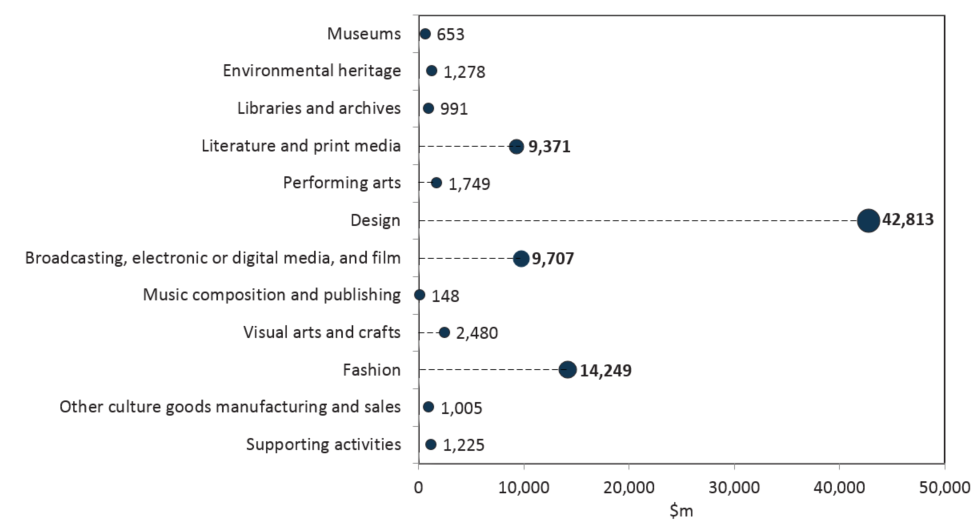 Museums 653
Environmental heritage 1,278
Libraries and archives 991
Literature and print media 9,371
Performing arts 1,749
Design 42,813
Broadcasting, electronic or digital media, and film 9,707
Music composition and publishing 148
Visual arts and crafts 2,480
Fashion 14,249
Other culture goods manufacturing and sales 1,005
Supporting activities 1,225
0 10,000 20,000 30,000 40,000 50,000
$m